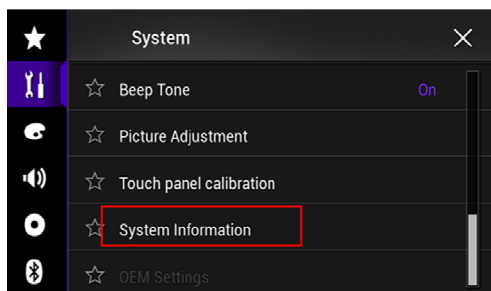 System
Beep Tone On
Picture Adjustment
Touch panel calibration
System Information
OEM Settings